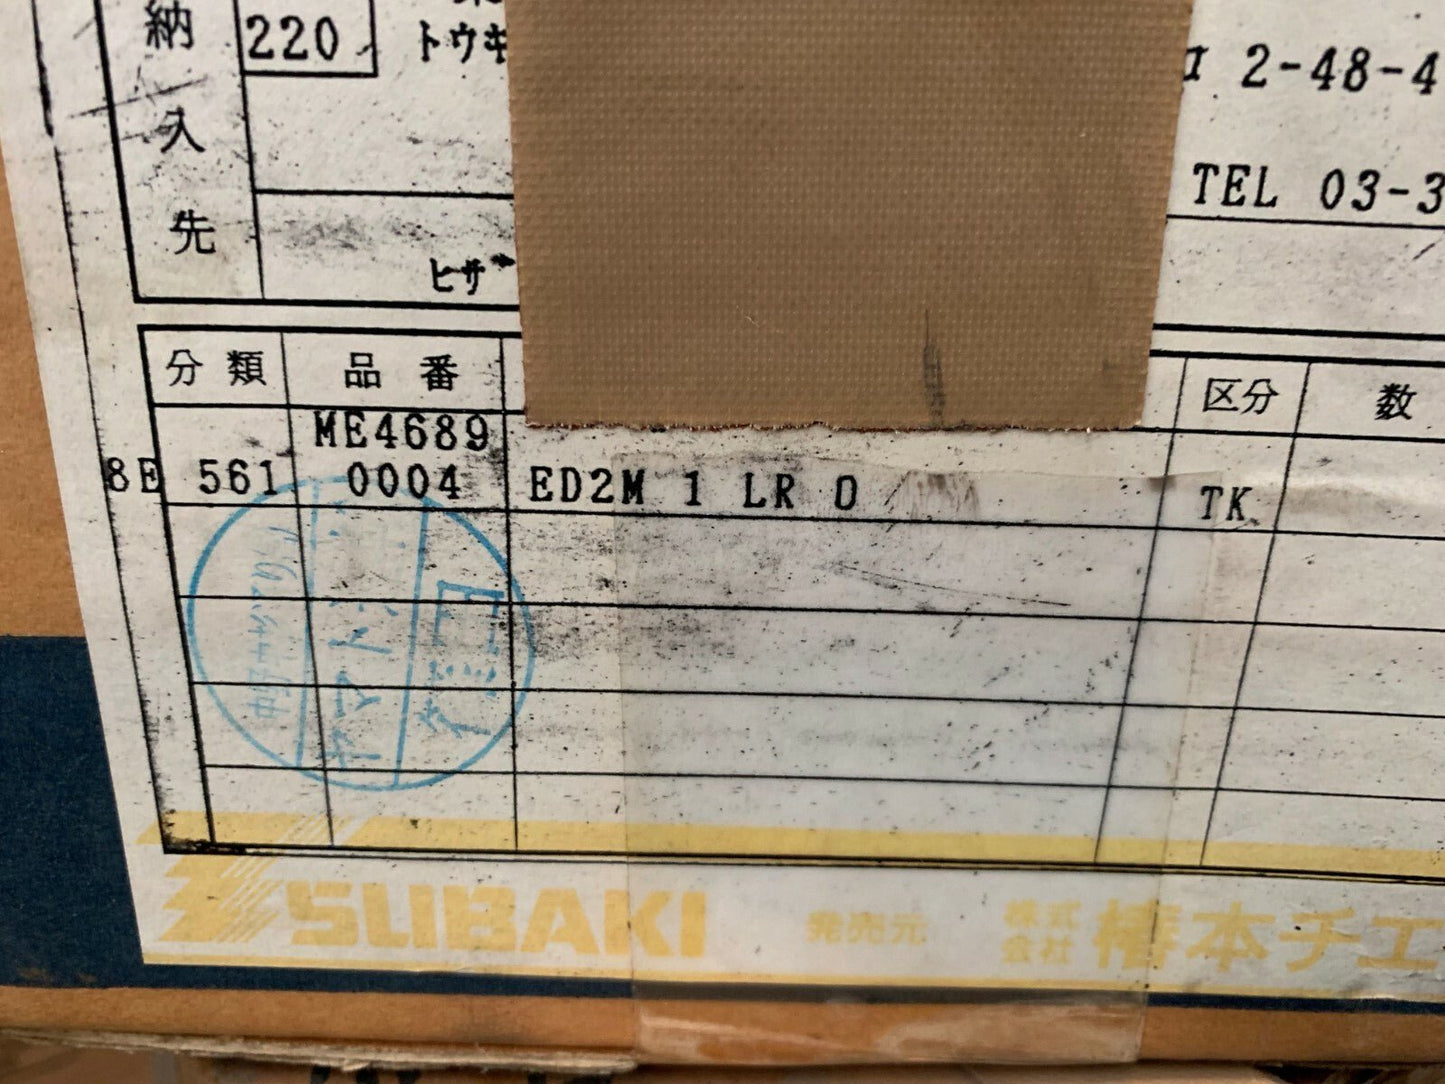 納入先
220
トウキ
2-48-4
TEL 03-3
ヒサ
分類 品番 区分 数
ME4689
8E 561 0004 ED2M 1 LR 0 TK
TSUBAKI 発売元 株式会社 椿本チエ